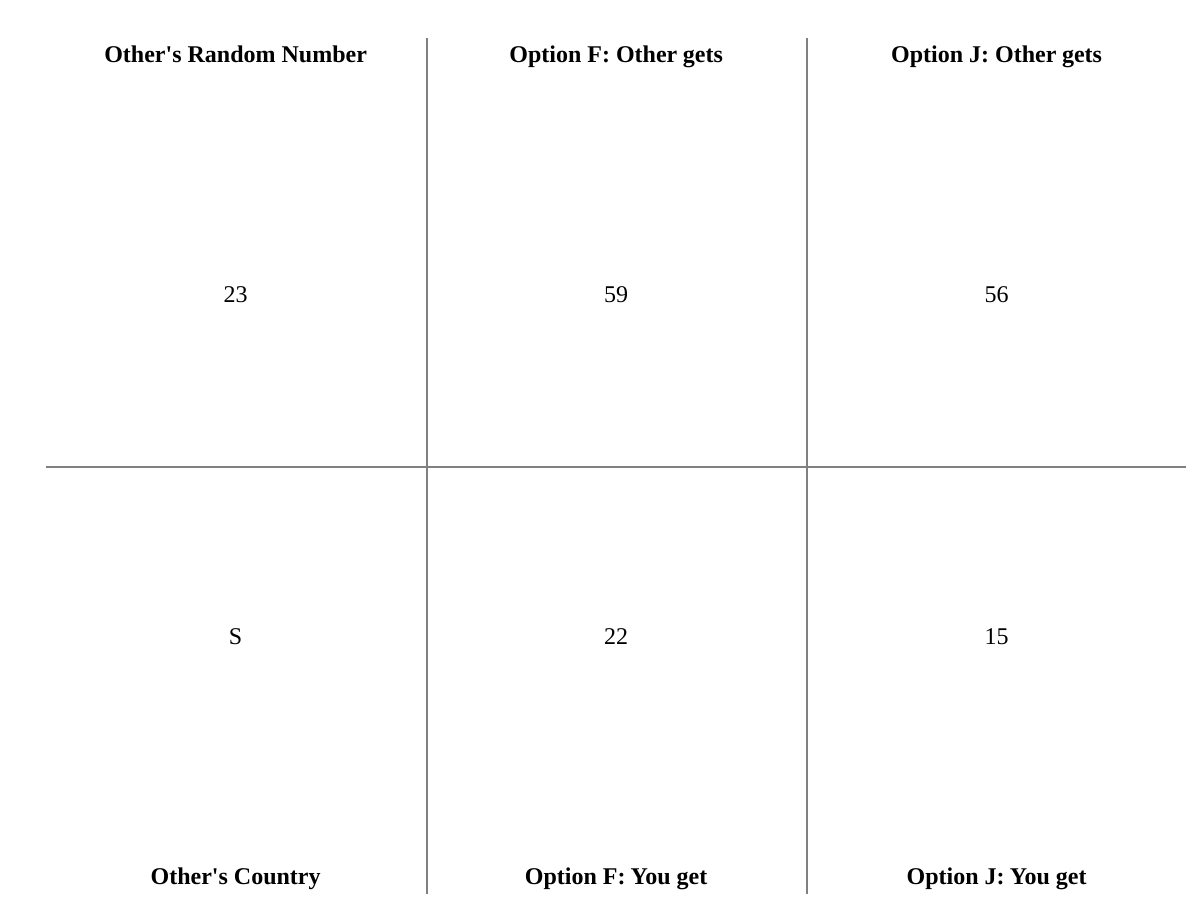 Other's Random Number Option F: Other gets Option J: Other gets
23 59 56
S 22 15
Other's Country Option F: You get Option J: You get